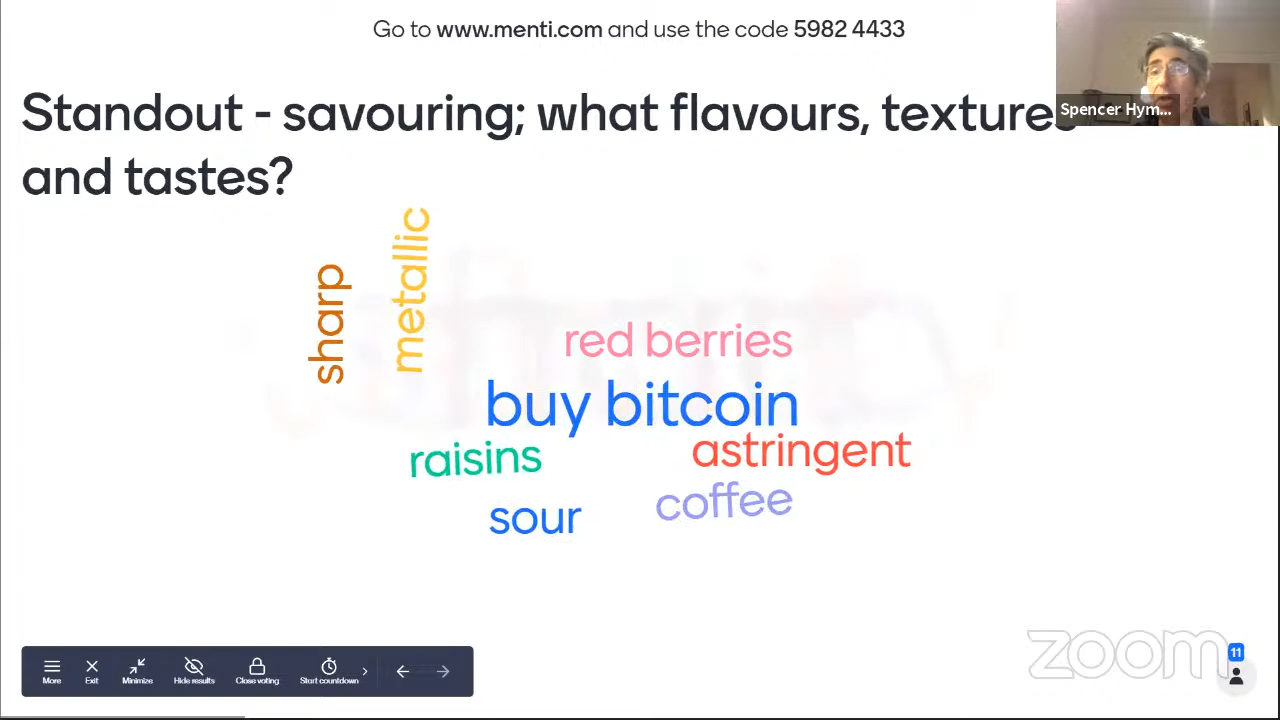 Go to www.menti.com and use the code 5982 4433
Spencer Hym...
Standout - savouring; what flavours, textures
and tastes?
metallic
sharp
red berries
buy bitcoin
raisins
astringent
coffee
sour
zoom
11
More
Exit
Minimize
Hide results
Close voting
Start countdown